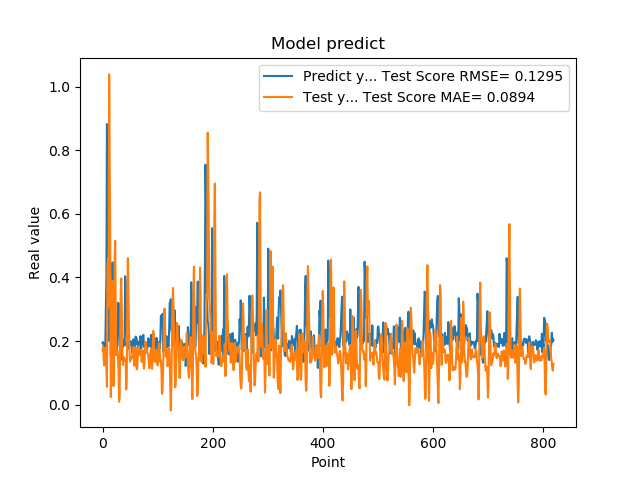 Model predict
Predict y... Test Score RMSE= 0.1295
Test y... Test Score MAE= 0.0894
1.0
0.8
0.6
0.4
0.2
0.0
Real value
0 200 400 600 800
Point